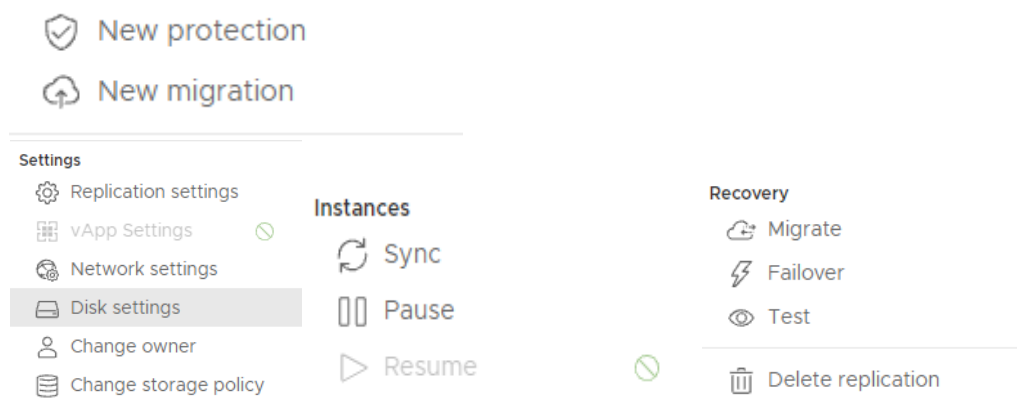 New protection
New migration
Settings
Replication settings
vApp Settings
Network settings
Disk settings
Change owner
Change storage policy
Instances
Sync
Pause
Resume
Recovery
Migrate
Failover
Test
Delete replication